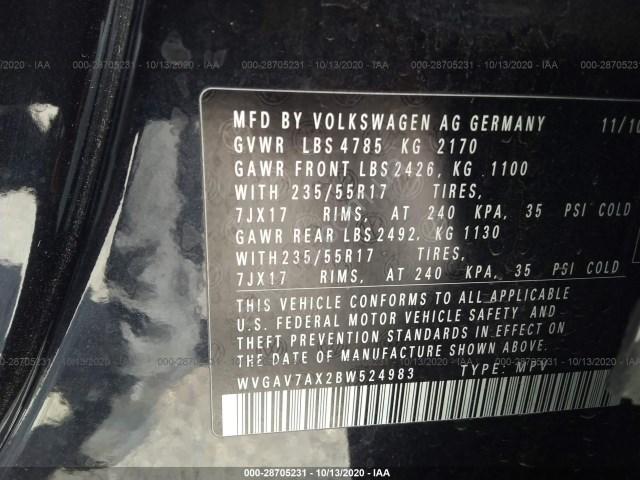 000-28705231 - 10/13/2020 - IAA
MFD BY VOLKSWAGEN AG GERMANY 11/10
GVWR LBS 4785 KG 2170
GAWR FRONT LBS 2426, KG 1100
WITH 235/55R17 TIRES,
7JX17 RIMS, AT 240 KPA, 35 PSI COLD
GAWR REAR LBS 2492, KG 1130
WITH 235/55R17 TIRES,
7JX17 RIMS, AT 240 KPA, 35 PSI COLD
THIS VEHICLE CONFORMS TO ALL APPLICABLE
U.S. FEDERAL MOTOR VEHICLE SAFETY AND
THEFT PREVENTION STANDARDS IN EFFECT ON
THE DATE OF MANUFACTURE SHOWN ABOVE.
WVGAV7AX2BW524983 TYPE: MPV
000-28705231 - 10/13/2020 - IAA